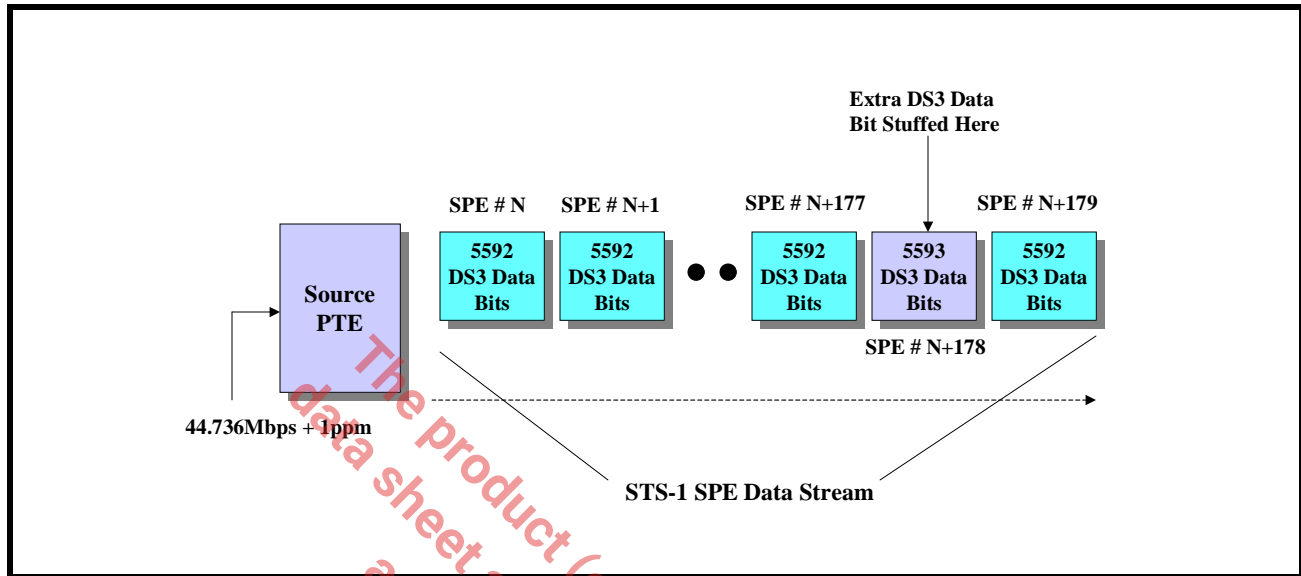 Extra DS3 Data
Bit Stuffed Here
SPE # N
SPE # N+1
SPE # N+177
SPE # N+179
5592
DS3 Data
Bits
5592
DS3 Data
Bits
5592
DS3 Data
Bits
5593
DS3 Data
Bits
5592
DS3 Data
Bits
Source
PTE
SPE # N+178
44.736Mbps + 1ppm
STS-1 SPE Data Stream
The product (
data sheet